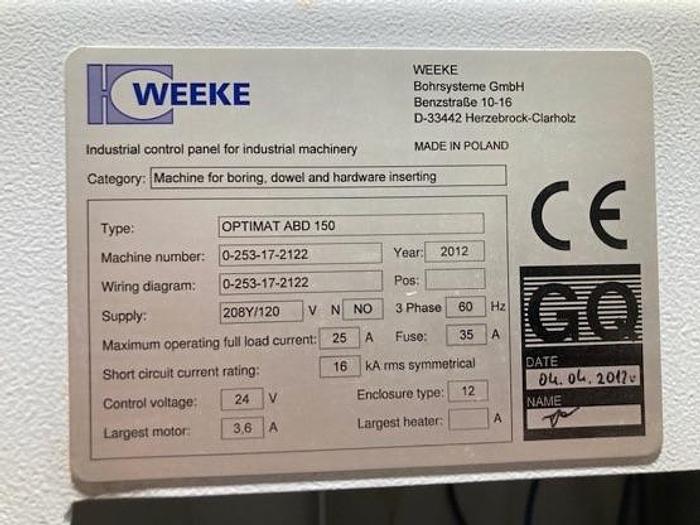 WEEKE
WEEKE
Bohrsysteme GmbH
Benzstraße 10-16
D-33442 Herzebrock-Clarholz
Industrial control panel for industrial machinery
MADE IN POLAND
Category: Machine for boring, dowel and hardware inserting
CE
Type: OPTIMAT ABD 150
Machine number: 0-253-17-2122 Year: 2012
Wiring diagram: 0-253-17-2122 Pos:
Supply: 208Y/120 V N NO 3 Phase 60 Hz
Maximum operating full load current: 25 A Fuse: 35 A
Short circuit current rating: 16 kA rms symmetrical
Control voltage: 24 V Enclosure type: 12
Largest motor: 3,6 A Largest heater: A
GQ
DATE
04.04.2012
NAME